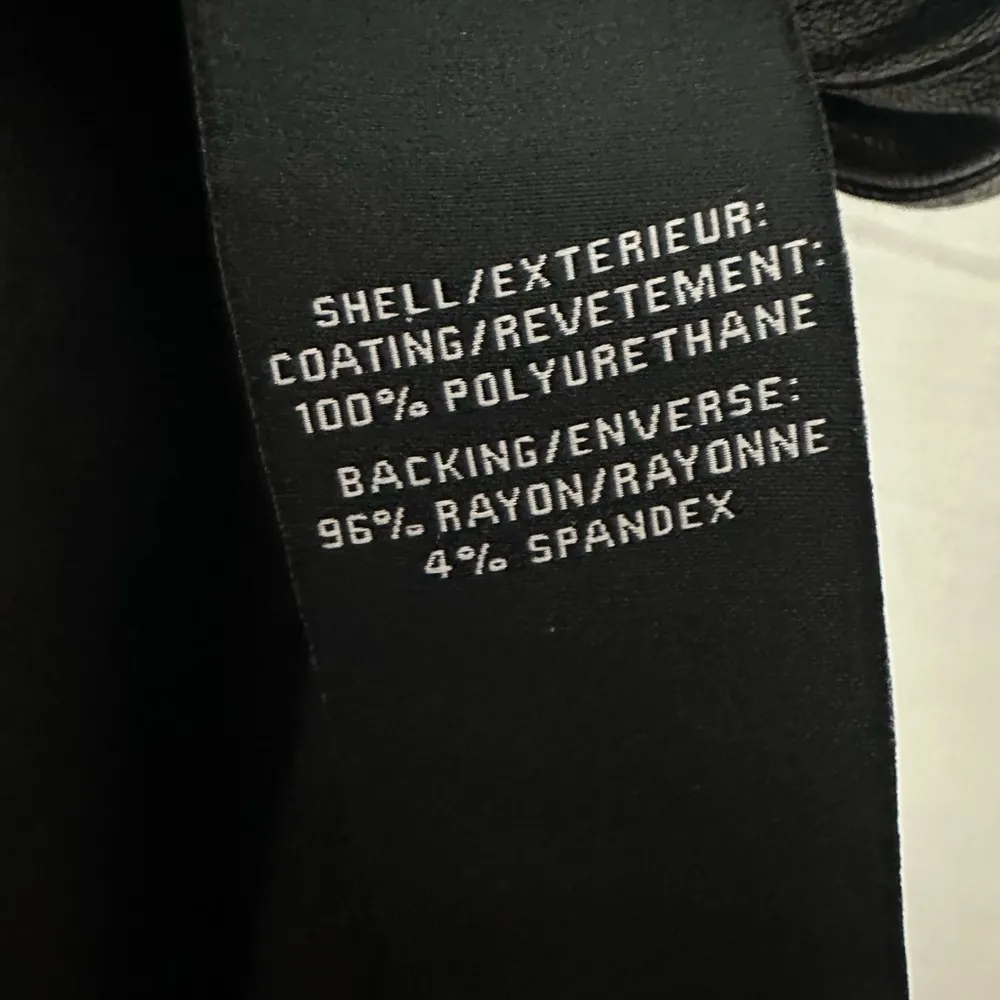 SHELL/EXTERIEUR:
COATING/REVETEMENT:
100% POLYURETHANE
BACKING/ENVERSE:
96% RAYON/RAYONNE
4% SPANDEX